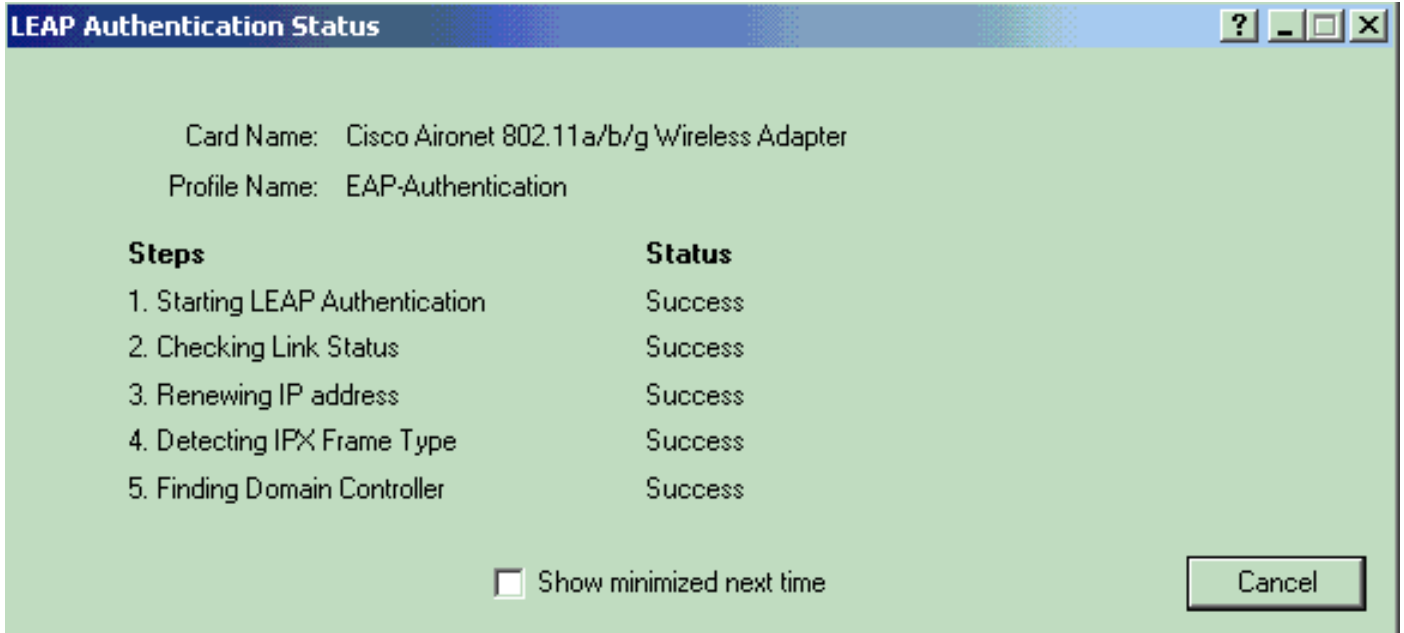 LEAP Authentication Status
Card Name: Cisco Aironet 802.11a/b/g Wireless Adapter
Profile Name: EAP-Authentication
Steps Status
1. Starting LEAP Authentication Success
2. Checking Link Status Success
3. Renewing IP address Success
4. Detecting IPX Frame Type Success
5. Finding Domain Controller Success
Show minimized next time Cancel